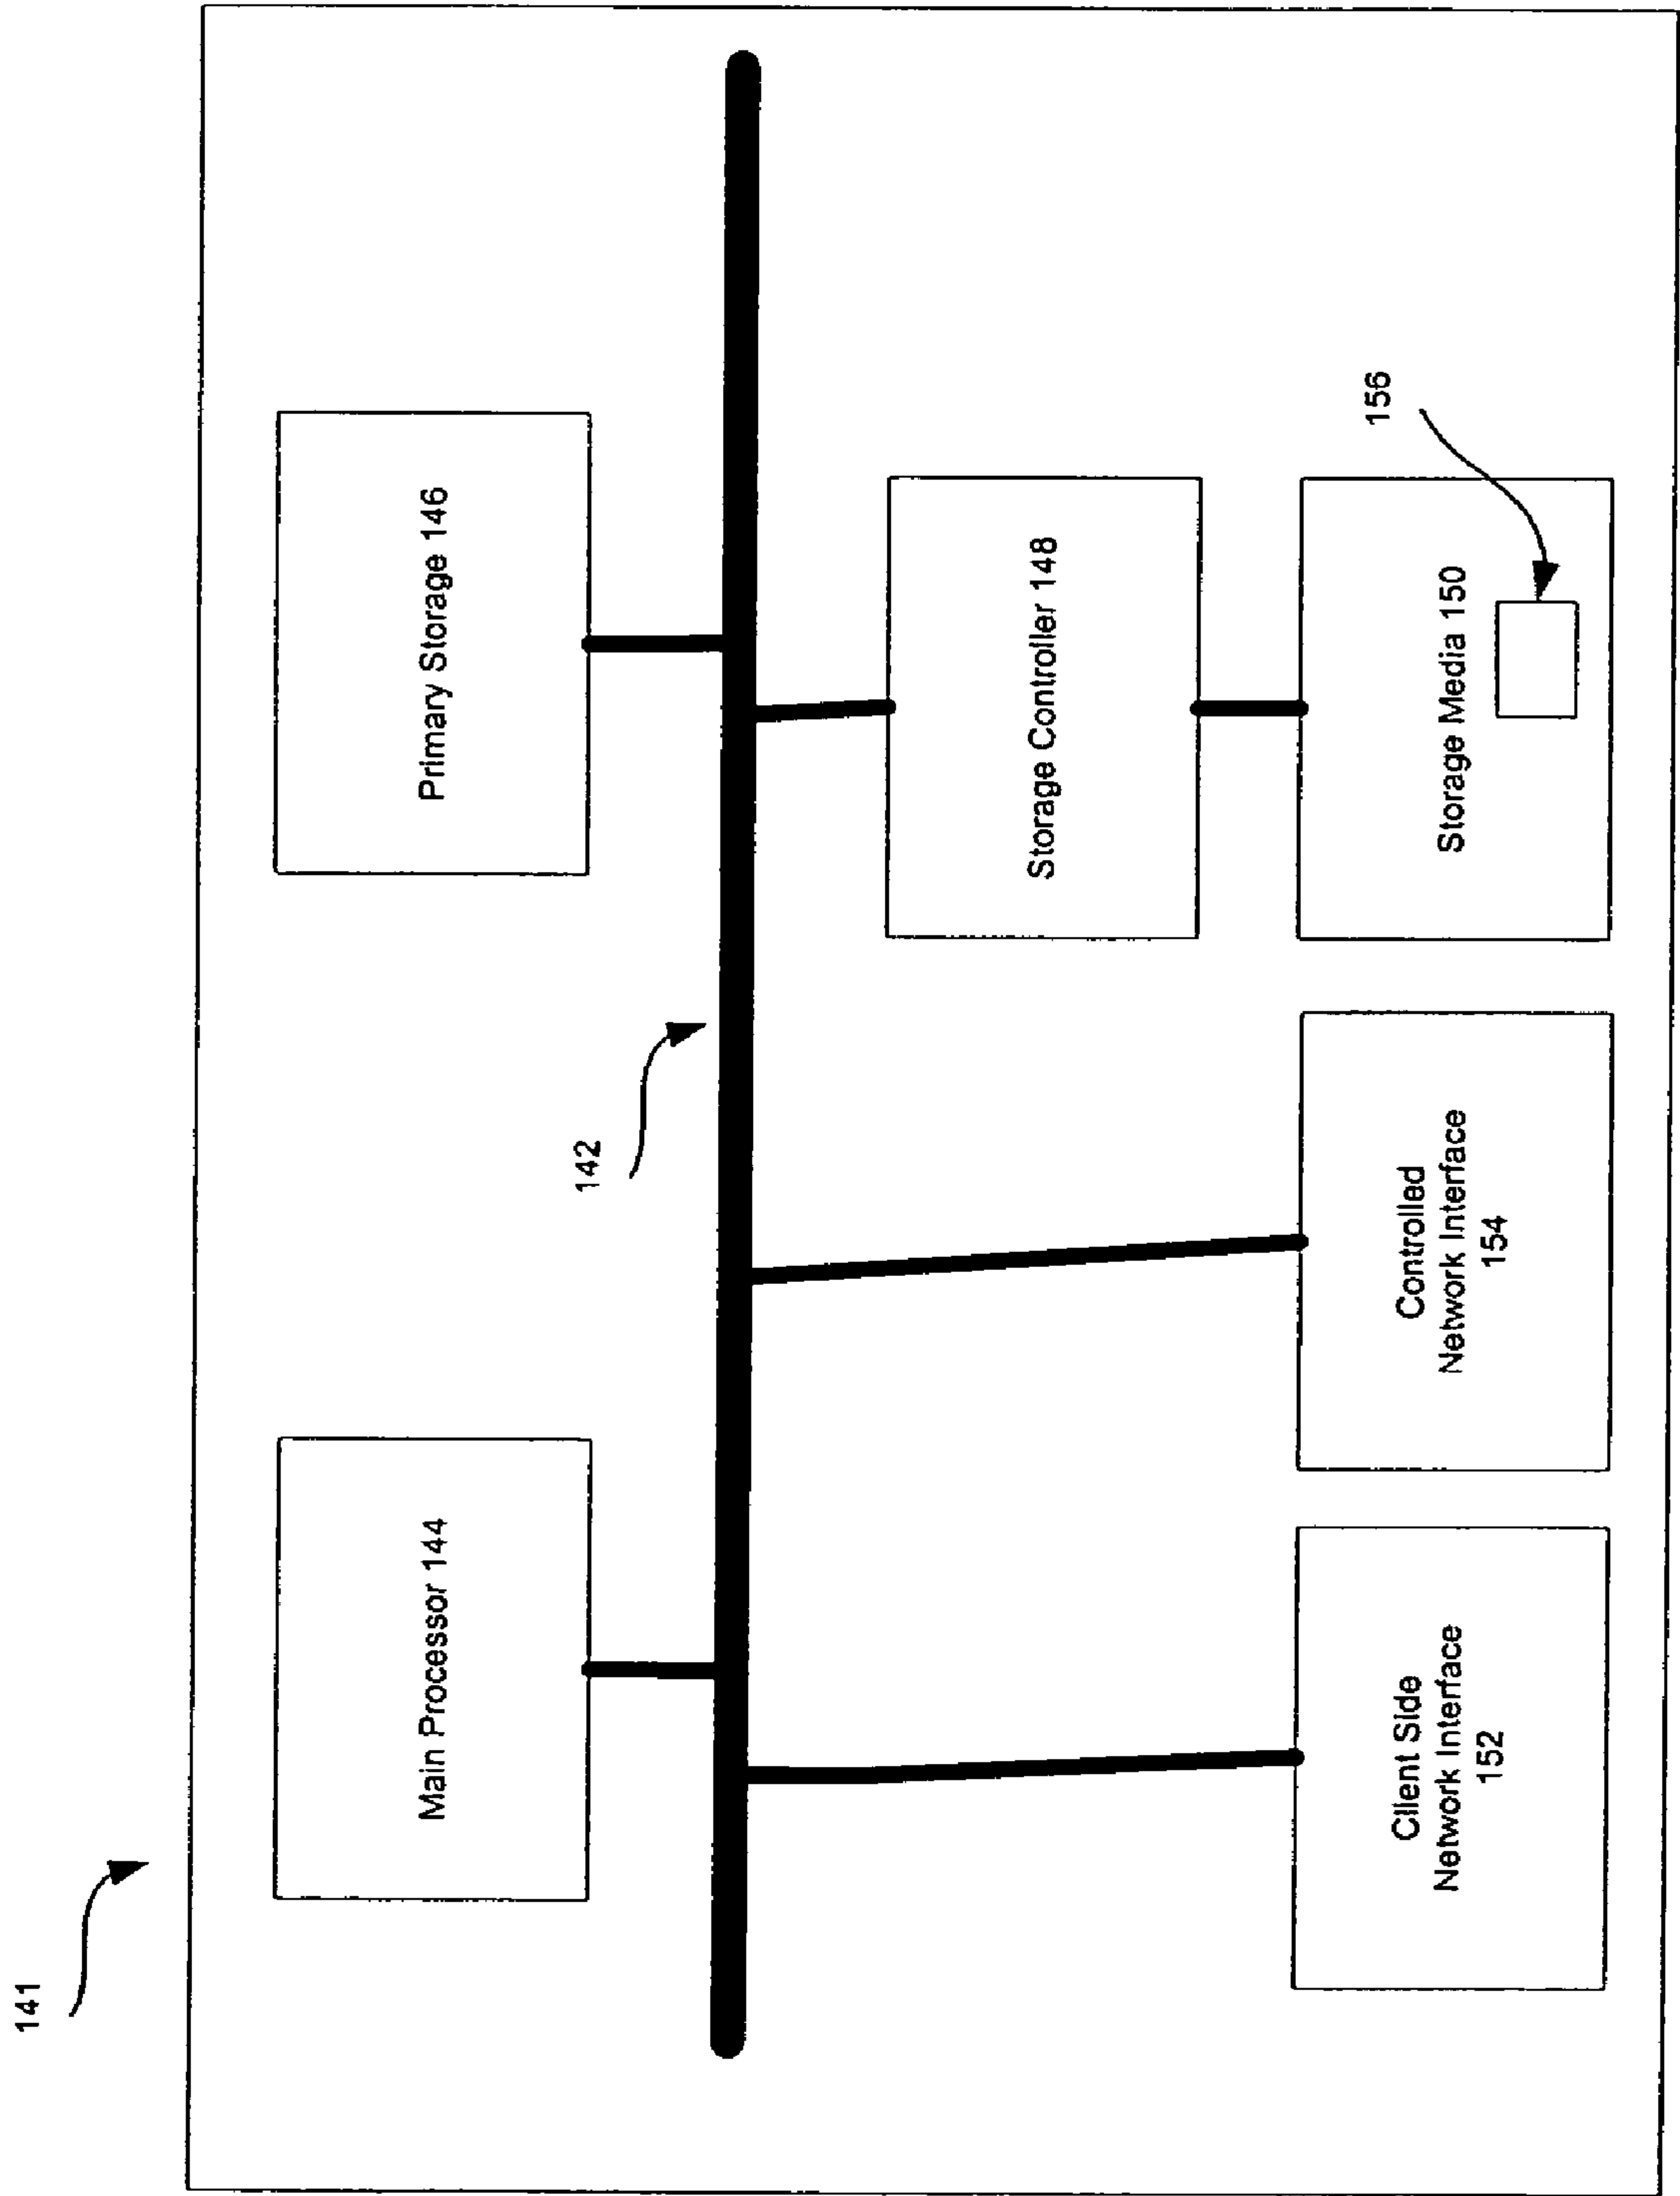 141
Main Processor 144
Primary Storage 146
142
Storage Controller 148
156
Client Side
Network Interface
152
Controlled
Network Interface
154
Storage Media 150